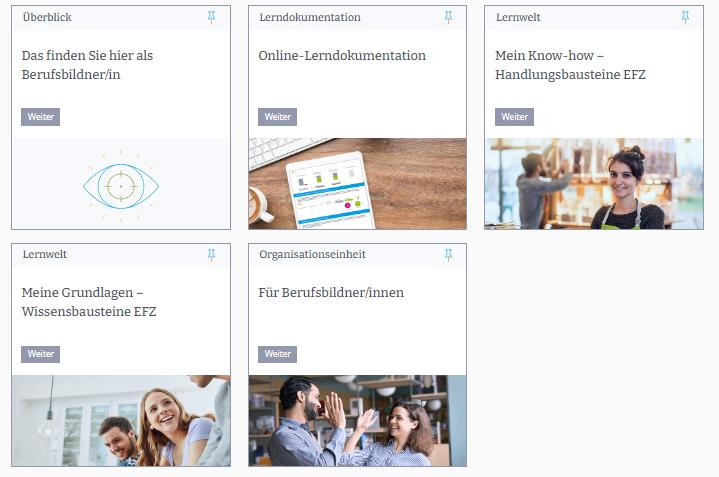 Überblick
Das finden Sie hier als
Berufsbildner/in
Weiter
Lerndokumentation
Online-Lerndokumentation
Weiter
Lernwelt
Mein Know-how –
Handlungsbausteine EFZ
Weiter
Lernwelt
Meine Grundlagen –
Wissensbausteine EFZ
Weiter
Organisationseinheit
Für Berufsbildner/innen
Weiter